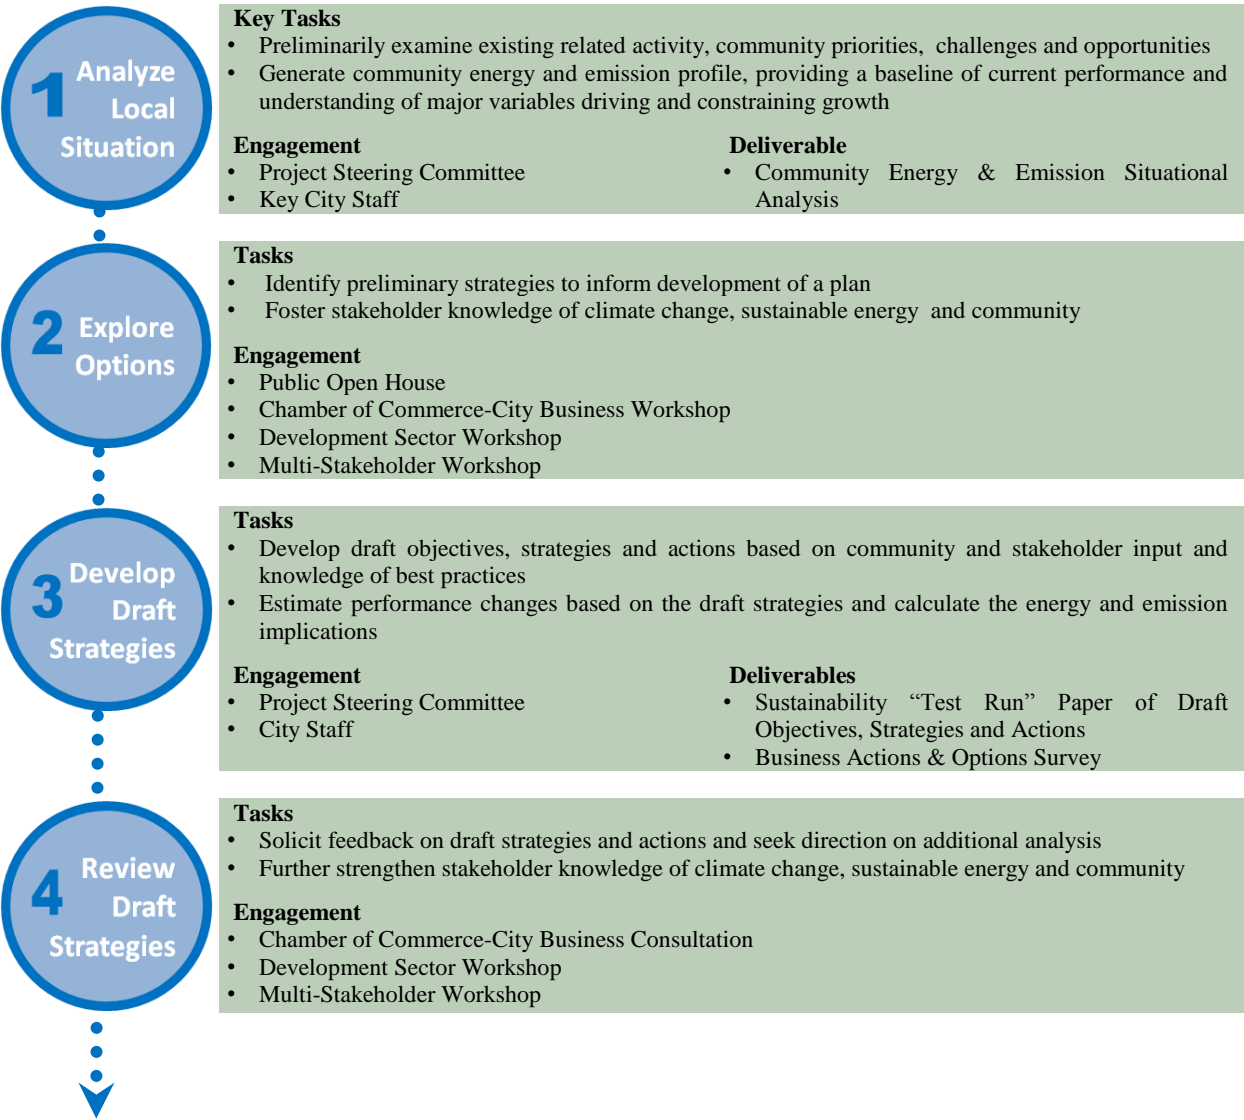 1 Analyze
Local
Situation
Key Tasks
• Preliminarily examine existing related activity, community priorities, challenges and opportunities
• Generate community energy and emission profile, providing a baseline of current performance and
understanding of major variables driving and constraining growth
Engagement
• Project Steering Committee
• Key City Staff
Deliverable
• Community Energy & Emission Situational
Analysis
2 Explore
Options
Tasks
• Identify preliminary strategies to inform development of a plan
• Foster stakeholder knowledge of climate change, sustainable energy and community
Engagement
• Public Open House
• Chamber of Commerce-City Business Workshop
• Development Sector Workshop
• Multi-Stakeholder Workshop
3 Develop
Draft
Strategies
Tasks
• Develop draft objectives, strategies and actions based on community and stakeholder input and
knowledge of best practices
• Estimate performance changes based on the draft strategies and calculate the energy and emission
implications
Engagement
• Project Steering Committee
• City Staff
Deliverables
• Sustainability “Test Run” Paper of Draft
Objectives, Strategies and Actions
• Business Actions & Options Survey
4 Review
Draft
Strategies
Tasks
• Solicit feedback on draft strategies and actions and seek direction on additional analysis
• Further strengthen stakeholder knowledge of climate change, sustainable energy and community
Engagement
• Chamber of Commerce-City Business Consultation
• Development Sector Workshop
• Multi-Stakeholder Workshop